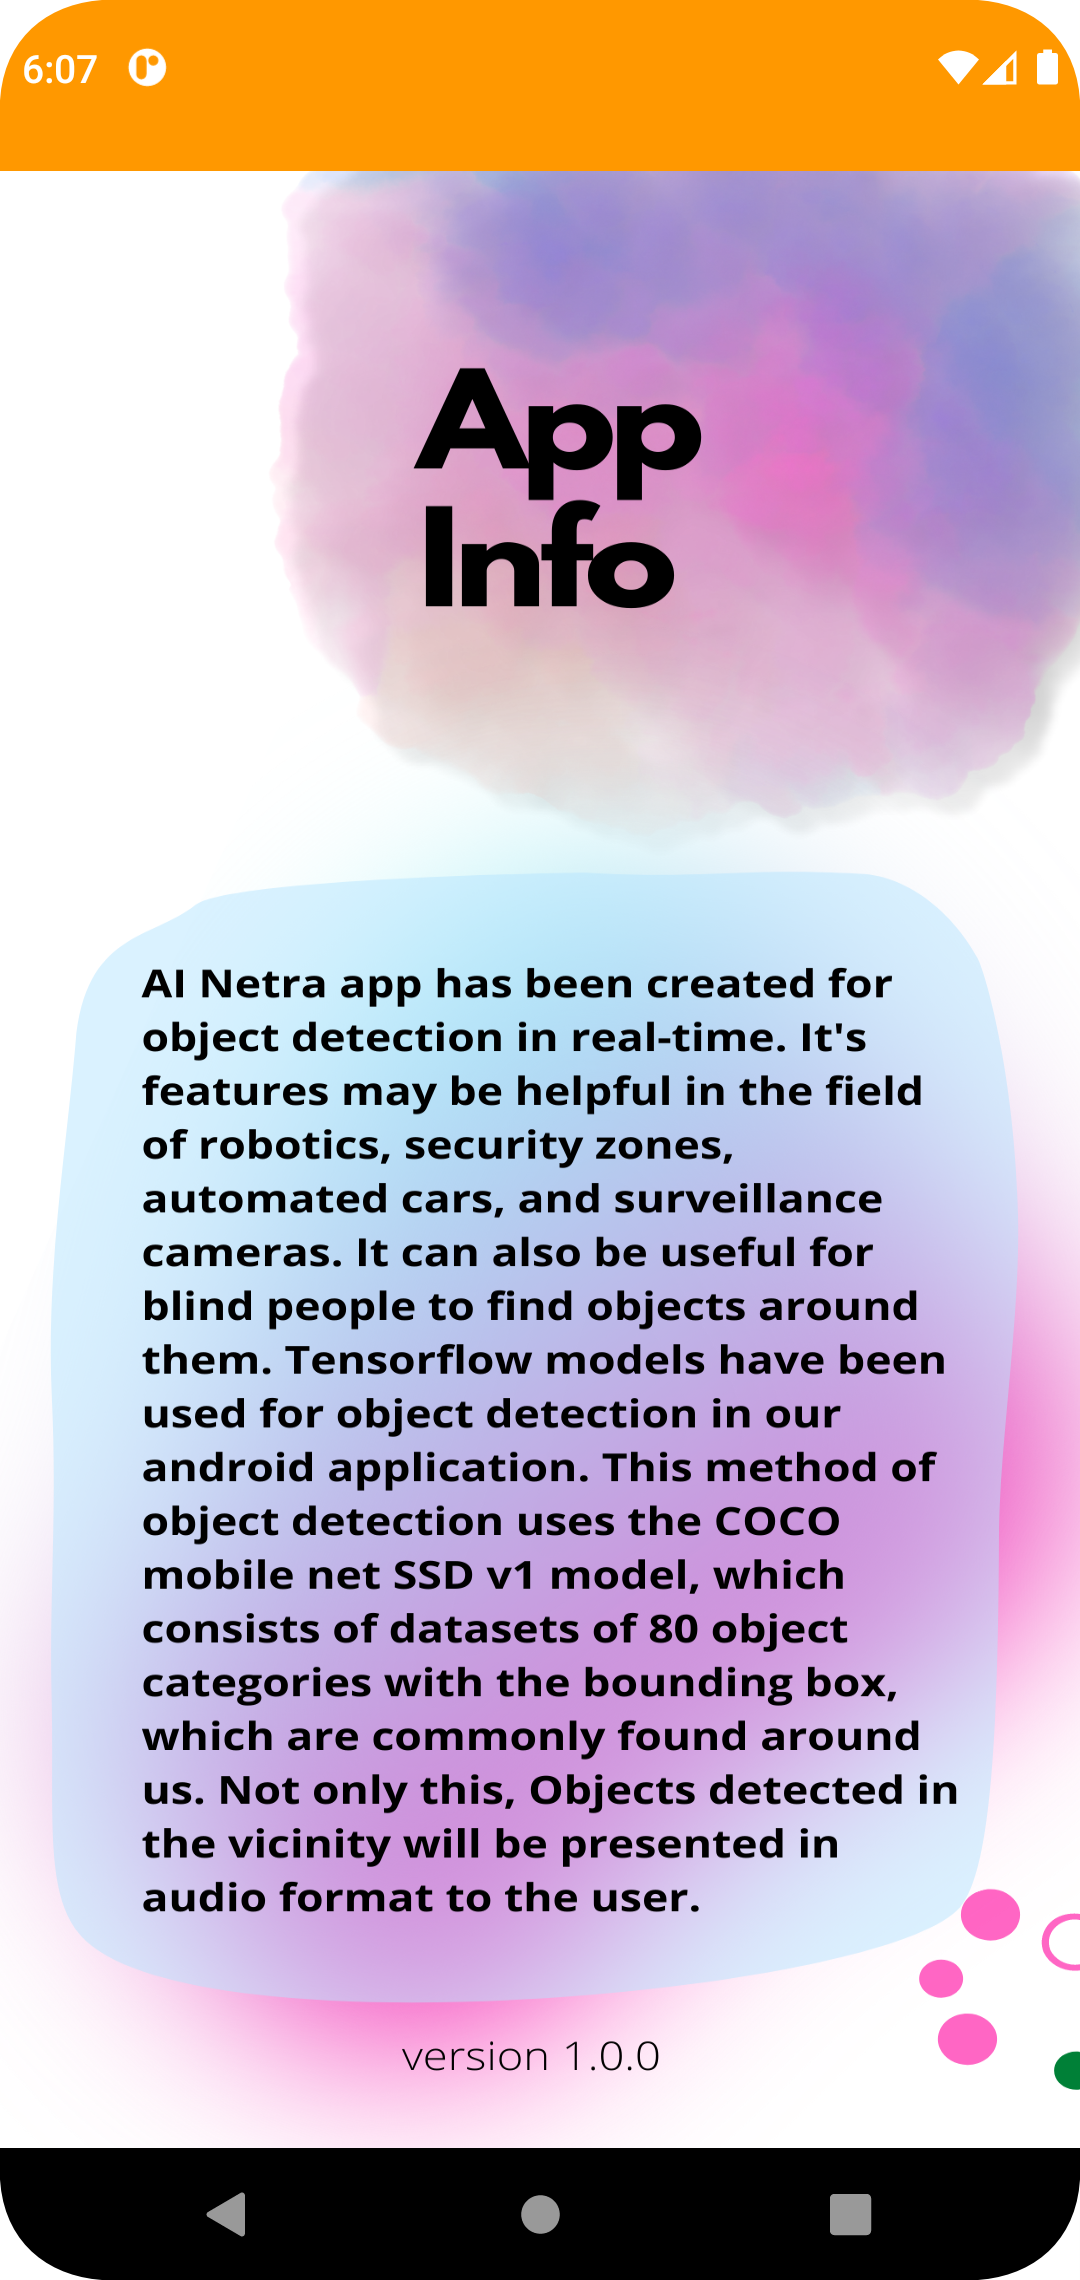 6:07
App
Info
AI Netra app has been created for
object detection in real-time. It's
features may be helpful in the field
of robotics, security zones,
automated cars, and surveillance
cameras. It can also be useful for
blind people to find objects around
them. Tensorflow models have been
used for object detection in our
android application. This method of
object detection uses the COCO
mobile net SSD v1 model, which
consists of datasets of 80 object
categories with the bounding box,
which are commonly found around
us. Not only this, Objects detected in
the vicinity will be presented in
audio format to the user.
version 1.0.0